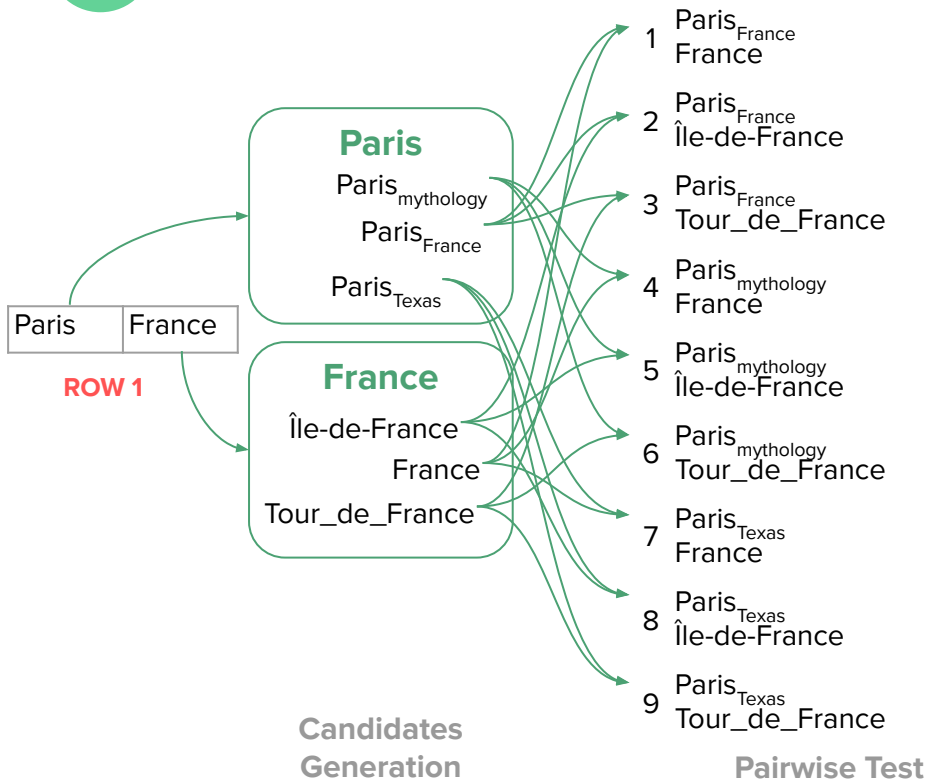 Paris France
ROW 1
Paris
Paris mythology
Paris France
Paris Texas
France
Île-de-France
France
Tour_de_France
Candidates
Generation
1 Paris France
France
2 Paris France
Île-de-France
3 Paris France
Tour_de_France
4 Paris mythology
France
5 Paris mythology
Île-de-France
6 Paris mythology
Tour_de_France
7 Paris Texas
France
8 Paris Texas
Île-de-France
9 Paris Texas
Tour_de_France
Pairwise Test